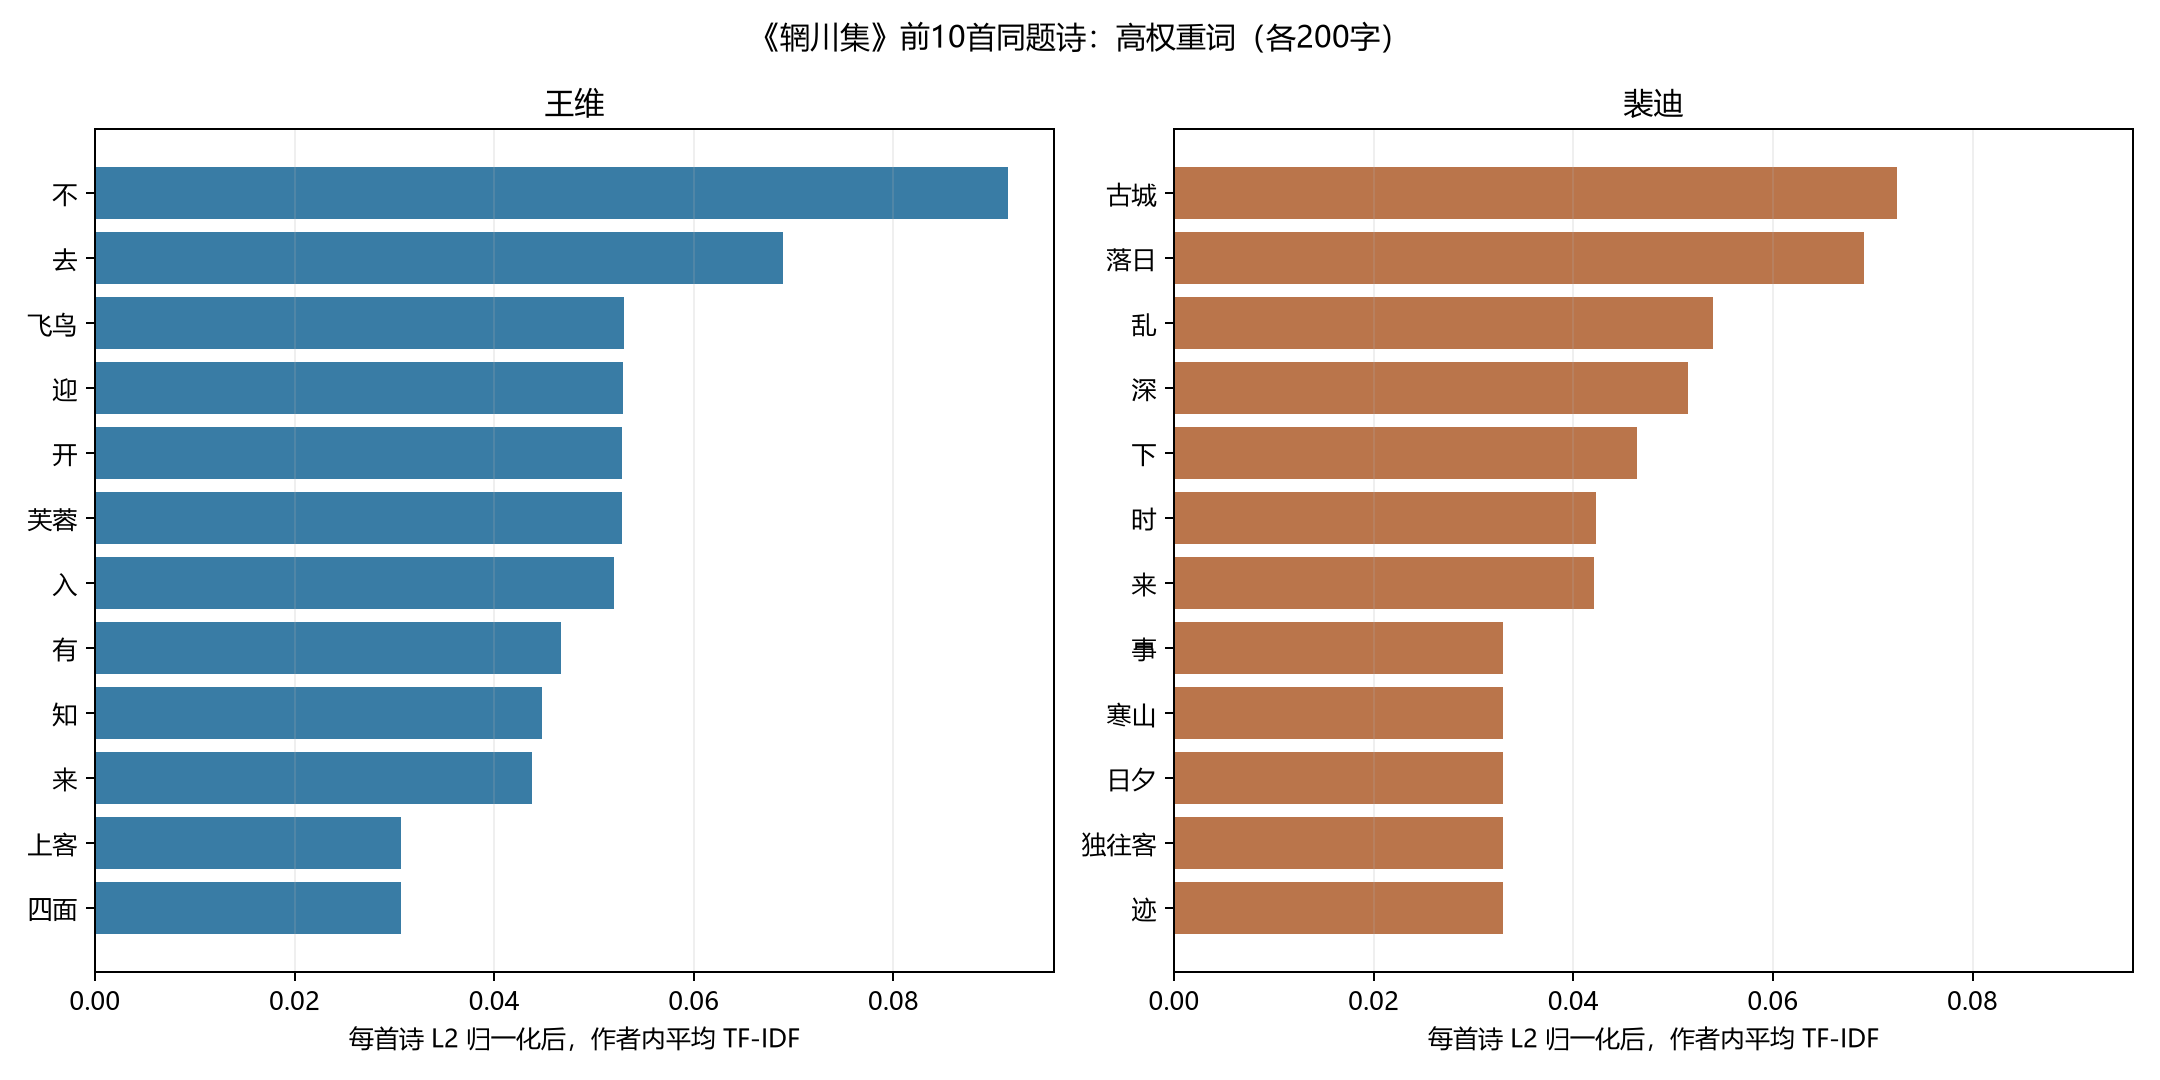 《辋川集》前10首同题诗：高权重词（各200字）
王维
不
去
飞鸟
迎
开
芙蓉
入
有
知
来
上客
四面
0.00 0.02 0.04 0.06 0.08
每首诗 L2 归一化后，作者内平均 TF-IDF
裴迪
古城
落日
乱
深
下
时
来
事
寒山
日夕
独往客
迹
0.00 0.02 0.04 0.06 0.08
每首诗 L2 归一化后，作者内平均 TF-IDF